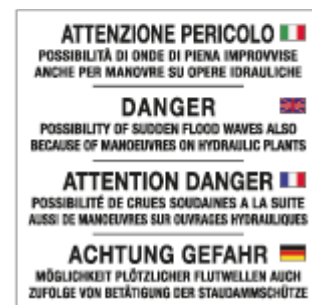 ATTENZIONE PERICOLO
POSSIBILITÀ DI ONDE DI PIENA IMPROVVISE
ANCHE PER MANOVRE SU OPERE IDRAULICHE
DANGER
POSSIBILITY OF SUDDEN FLOOD WAVES ALSO
BECAUSE OF MANOEUVRES ON HYDRAULIC PLANTS
ATTENTION DANGER
POSSIBILITÉ DE CRUES SOUDAINES A LA SUITE
AUSSI DE MANOEUVRES SUR OUVRAGES HYDRAULIQUES
ACHTUNG GEFAHR
MÖGLICHKEIT PLÖTZLICHER FLUTWELLEN AUCH
ZUFOLGE VON BETÄTIGUNG DER STAUDAMMSCHÜTZE